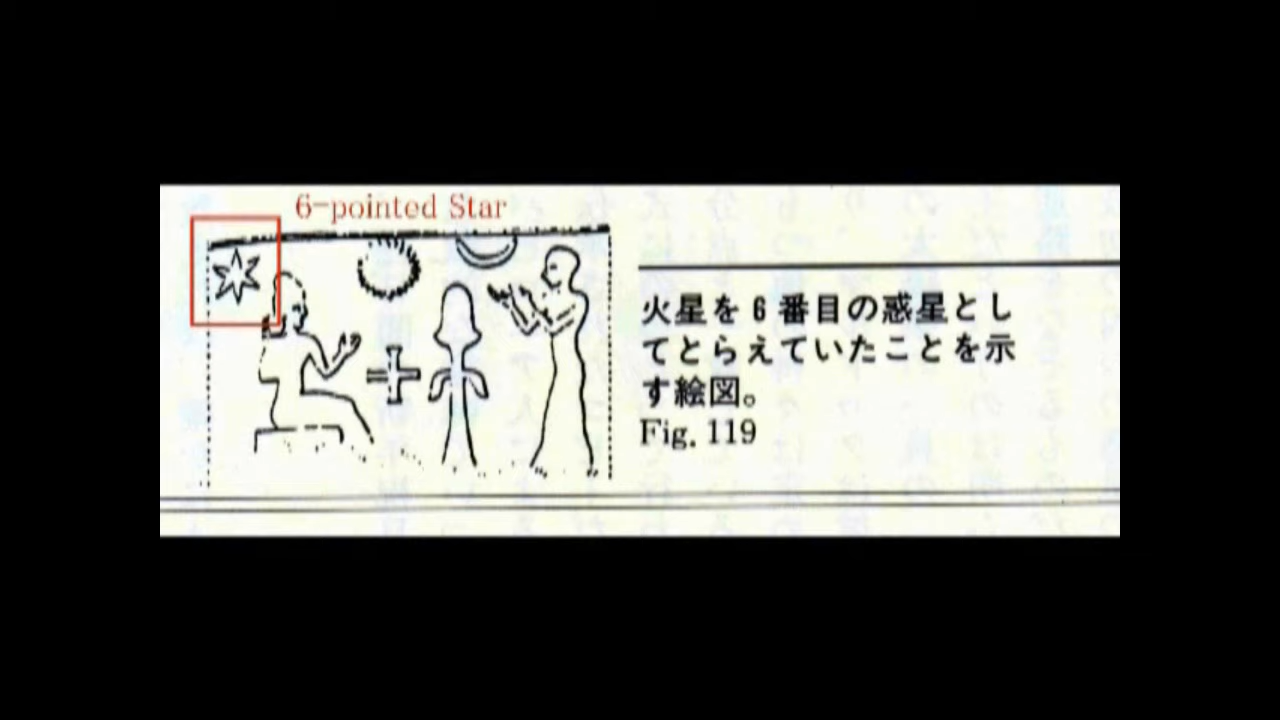 6-pointed Star
火星を6番目の惑星とし
てとらえていたことを示
す絵図。
Fig. 119